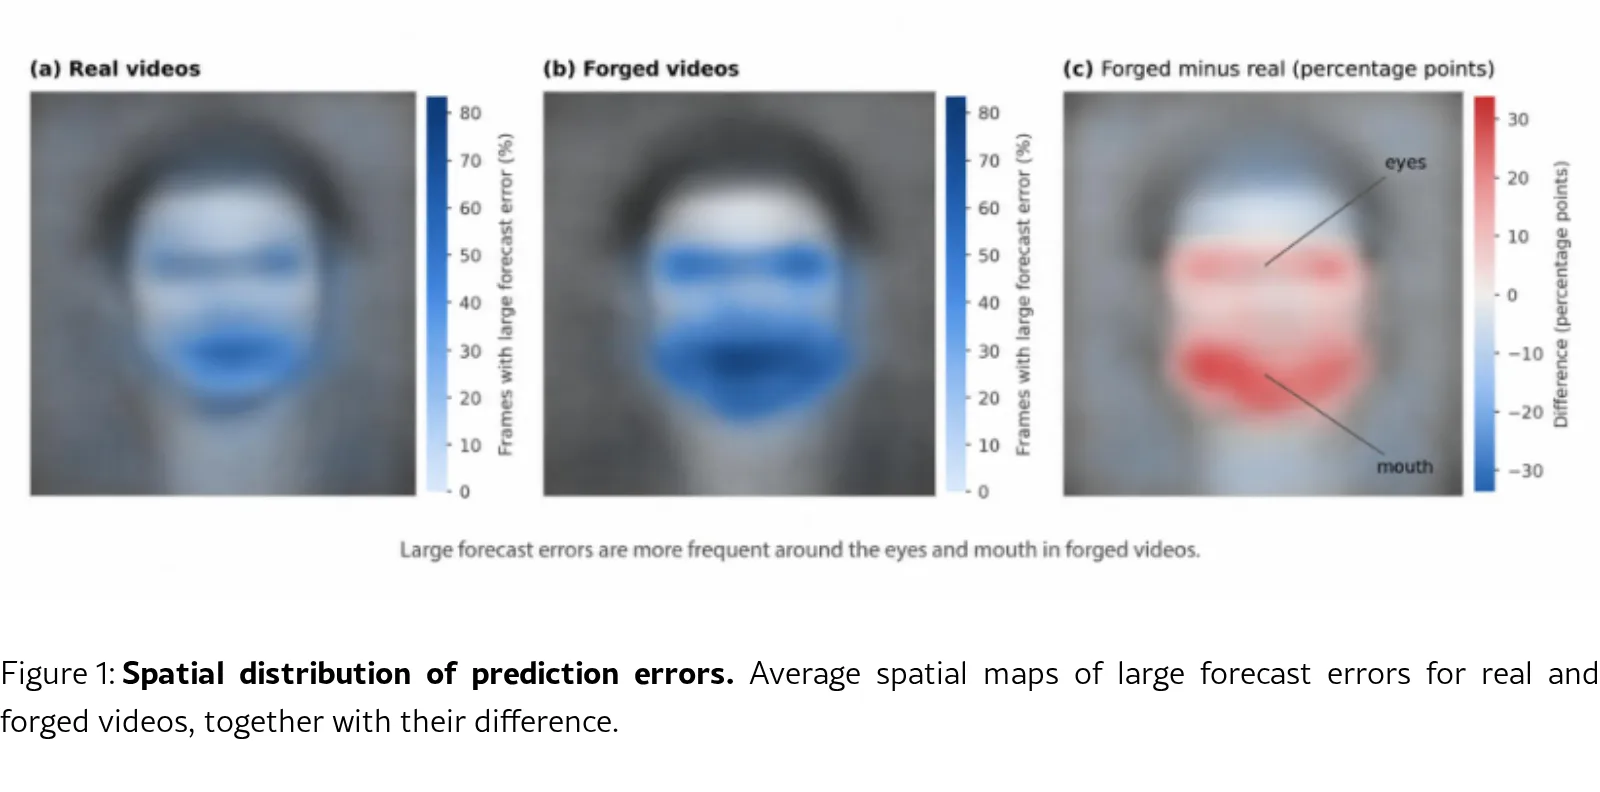 (a) Real videos
80
70
60
50
40
30
20
10
0
Frames with large forecast error (%)
(b) Forged videos
80
70
60
50
40
30
20
10
0
Frames with large forecast error (%)
(c) Forged minus real (percentage points)
eyes
mouth
30
20
10
0
−10
−20
−30
Difference (percentage points)
Large forecast errors are more frequent around the eyes and mouth in forged videos.
Figure 1: Spatial distribution of prediction errors. Average spatial maps of large forecast errors for real and
forged videos, together with their difference.